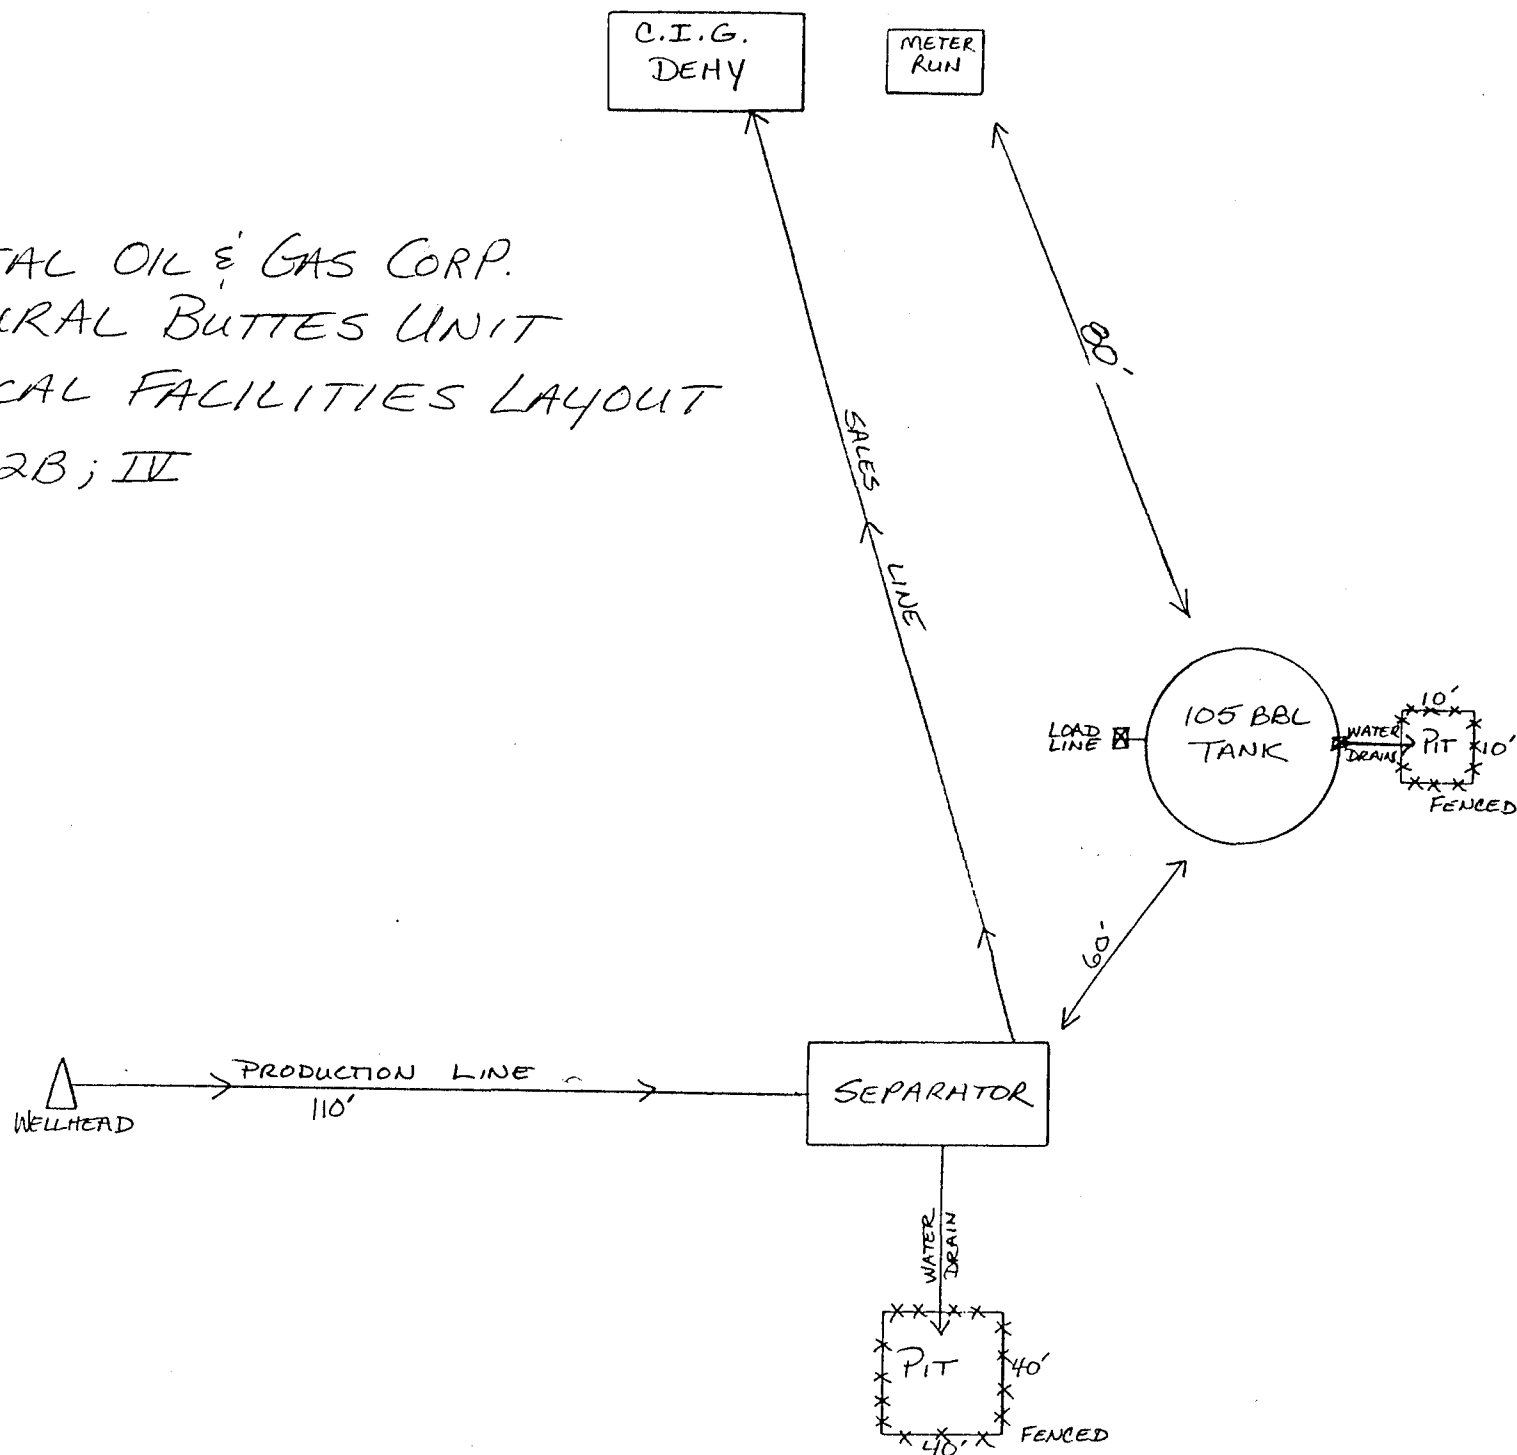 C.I.G.
DEHY
METER
RUN
TAL OIL & GAS CORP.
URAL BUTTES UNIT
CAL FACILITIES LAYOUT
2B; IV
80'
SALES LINE
105 BBL
TANK
LOAD
LINE
WATER
DRAIN
10'
PIT
10'
FENCED
60'
PRODUCTION LINE
110'
WELLHEAD
SEPARATOR
WATER
DRAIN
PIT
40'
40'
FENCED